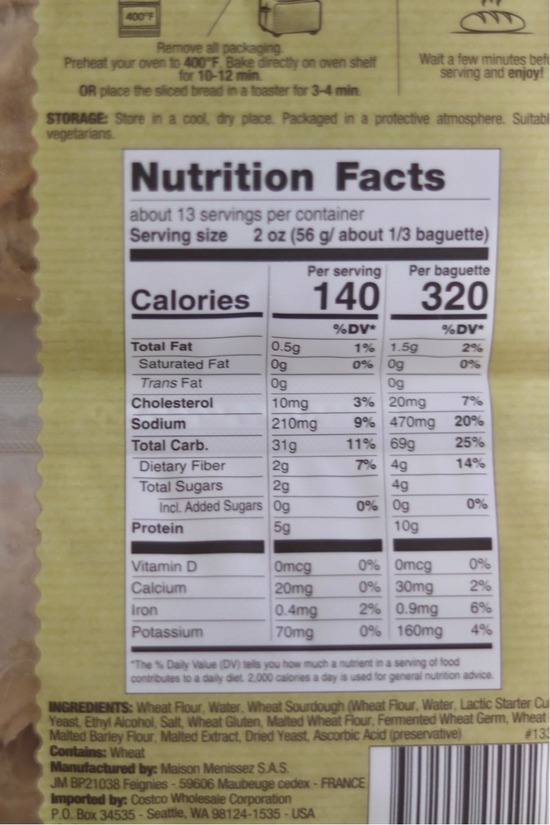 400°F
Remove all packaging.
Preheat your oven to 400°F. Bake directly on oven shelf
for 10-12 min.
OR place the sliced bread in a toaster for 3-4 min.
Wait a few minutes bef
serving and enjoy!
STORAGE: Store in a cool, dry place. Packaged in a protective atmosphere. Suitabl
vegetarians.
Nutrition Facts
about 13 servings per container
Serving size 2 oz (56 g/ about 1/3 baguette)
Per serving Per baguette
Calories 140 320
%DV* %DV*
Total Fat 0.5g 1% 1.5g 2%
Saturated Fat 0g 0% 0g 0%
Trans Fat 0g 0g
Cholesterol 10mg 3% 20mg 7%
Sodium 210mg 9% 470mg 20%
Total Carb. 31g 11% 69g 25%
Dietary Fiber 2g 7% 4g 14%
Total Sugars 2g 4g
Incl. Added Sugars 0g 0% 0g 0%
Protein 5g 10g
Vitamin D 0mcg 0% 0mcg 0%
Calcium 20mg 0% 30mg 2%
Iron 0.4mg 2% 0.9mg 6%
Potassium 70mg 0% 160mg 4%
*The % Daily Value (DV) tells you how much a nutrient in a serving of food
contributes to a daily diet. 2,000 calories a day is used for general nutrition advice.
INGREDIENTS: Wheat Flour, Water, Wheat Sourdough (Wheat Flour, Water, Lactic Starter Cu
Yeast, Ethyl Alcohol, Salt, Wheat Gluten, Malted Wheat Flour, Fermented Wheat Germ, Wheat
Malted Barley Flour, Malted Extract, Dried Yeast, Ascorbic Acid (preservative) #133
Contains: Wheat
Manufactured by: Maison Menissez S.A.S.
JM BP21038 Feignies - 59606 Maubeuge cedex - FRANCE
Imported by: Costco Wholesale Corporation
P.O. Box 34535 - Seattle, WA 98124-1535 - USA